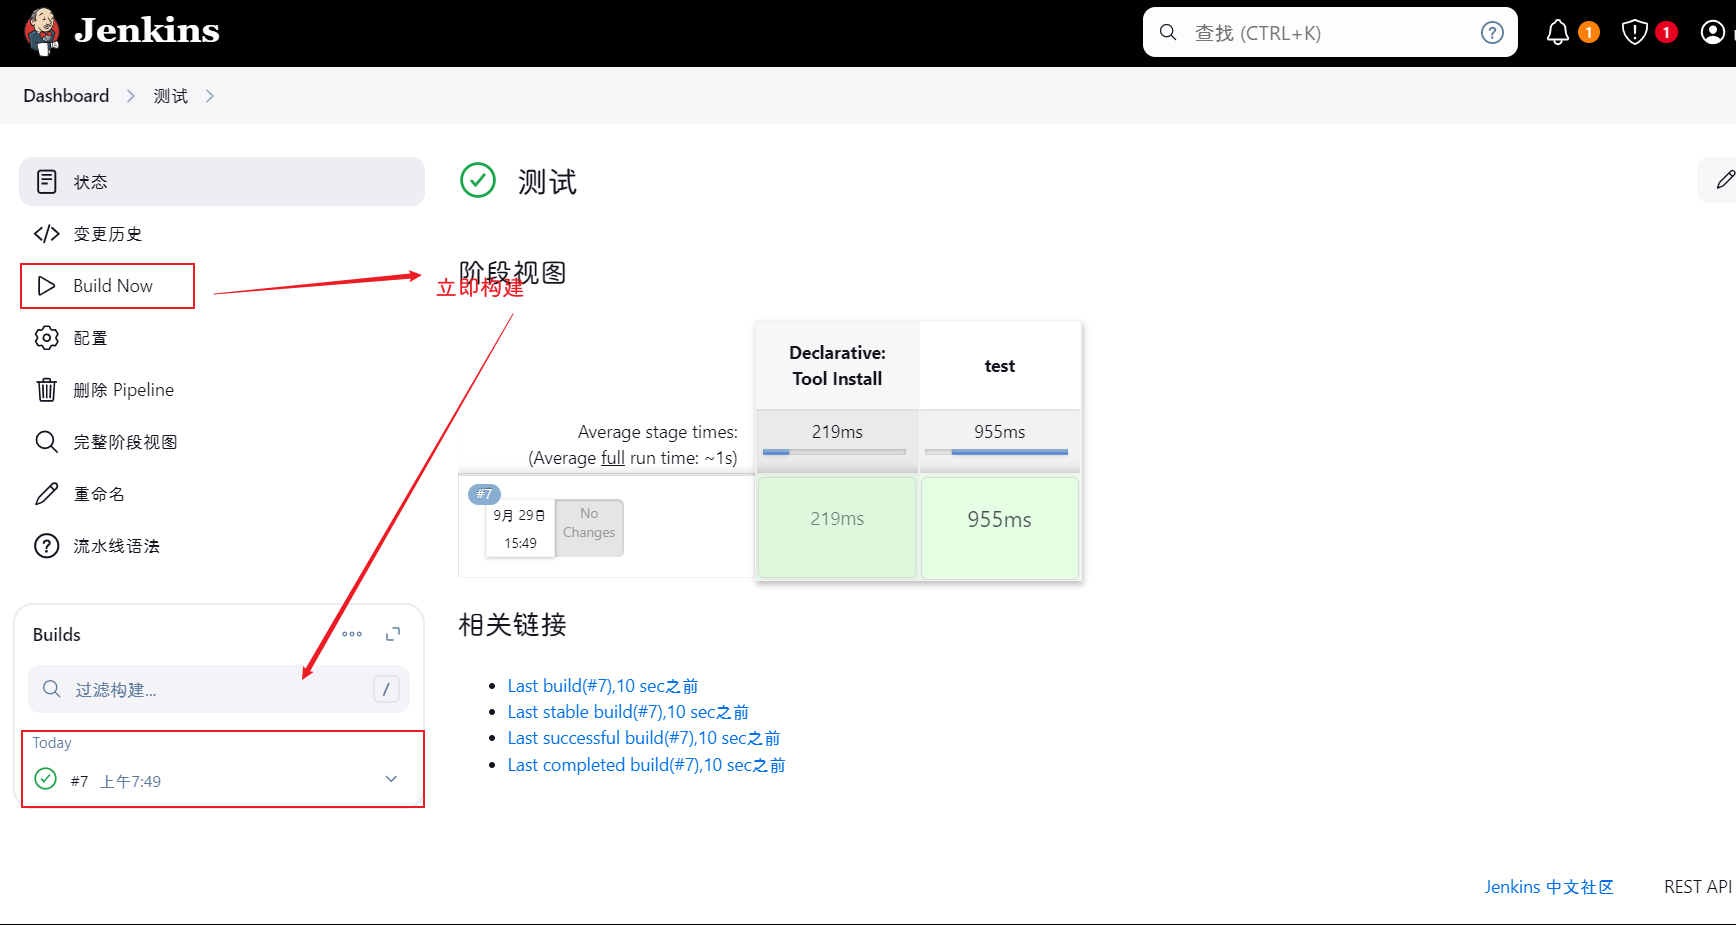 Jenkins
查找 (CTRL+K)
1
1
Dashboard
测试
状态
变更历史
Build Now
配置
删除 Pipeline
完整阶段视图
重命名
流水线语法
Builds
过滤构建...
/
Today
#7 上午7:49
测试
阶段视图
立即构建
Declarative:
Tool Install
test
Average stage times:
(Average full run time: ~1s)
219ms
955ms
#7
9月 29日
15:49
No
Changes
219ms
955ms
相关链接
Last build(#7),10 sec之前
Last stable build(#7),10 sec之前
Last successful build(#7),10 sec之前
Last completed build(#7),10 sec之前
Jenkins 中文社区
REST API